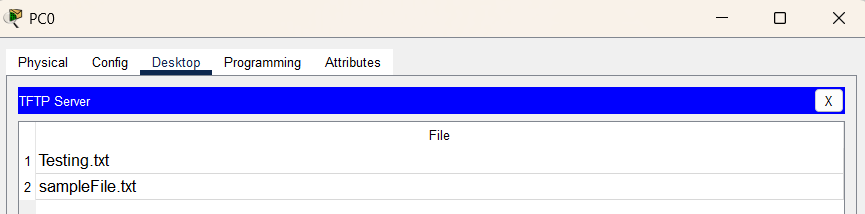 PC0
Physical Config Desktop Programming Attributes
TFTP Server X
File
1 Testing.txt
2 sampleFile.txt